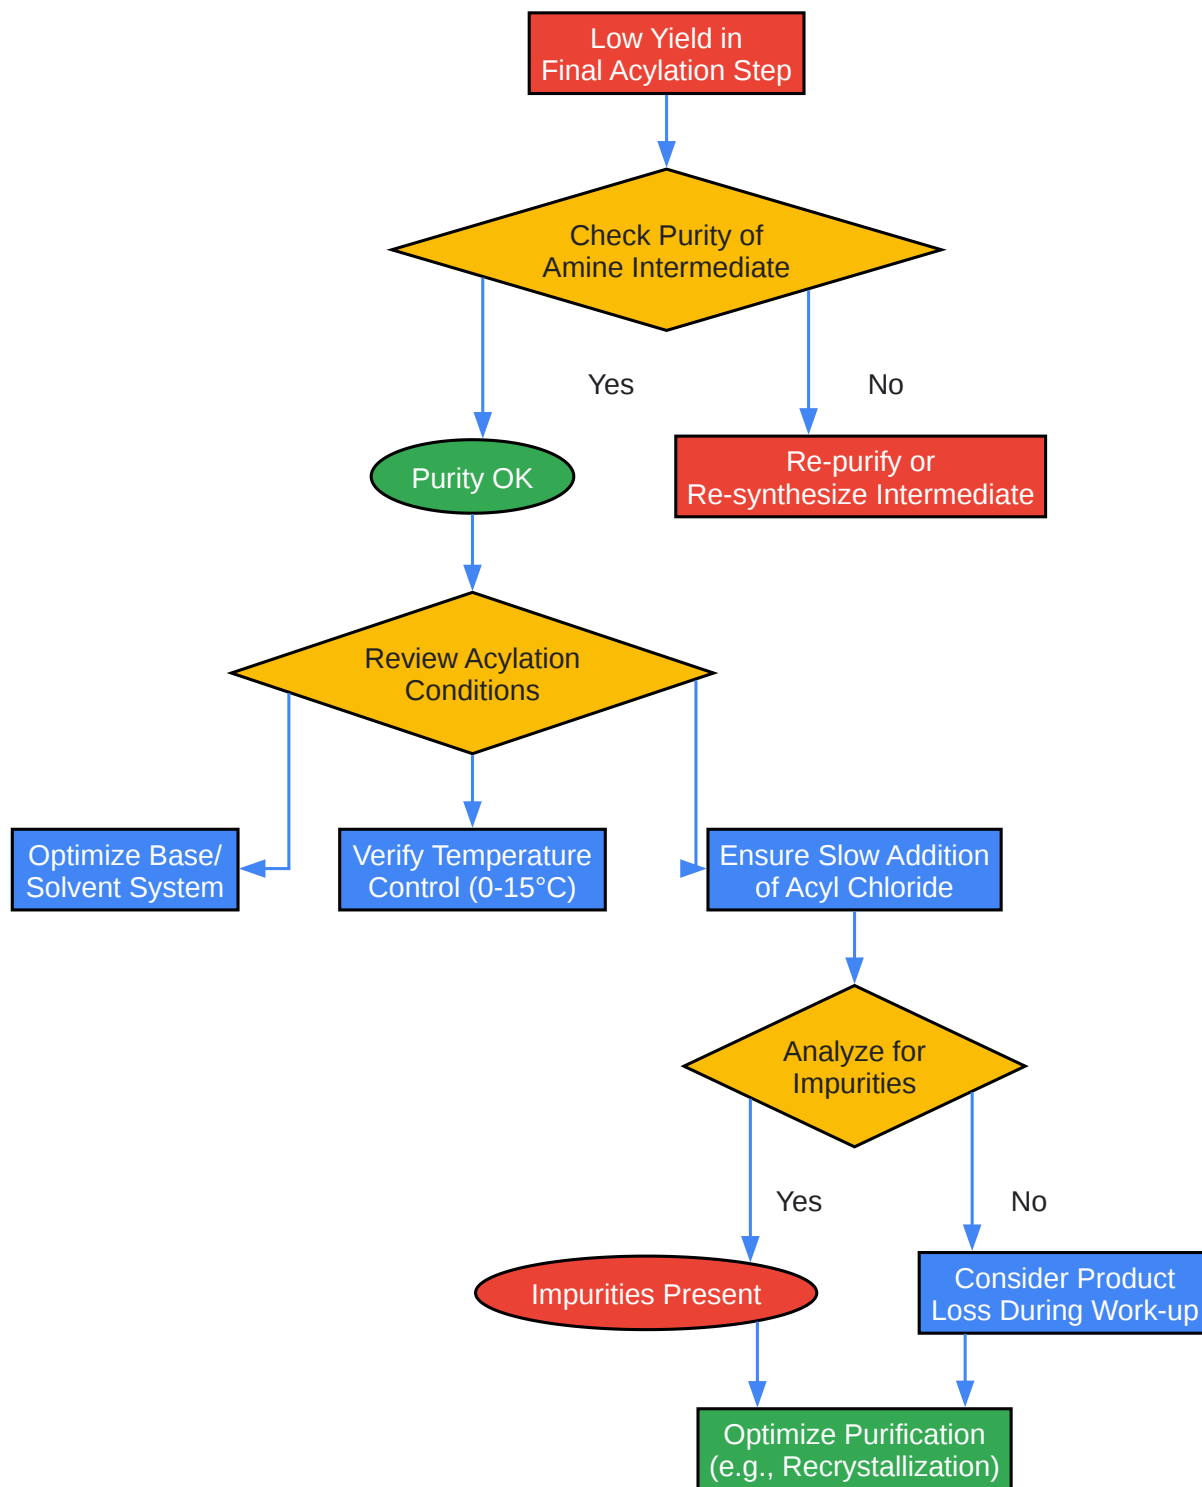 Low Yield in
Final Acylation Step
Check Purity of
Amine Intermediate
Yes
No
Purity OK
Re-purify or
Re-synthesize Intermediate
Review Acylation
Conditions
Optimize Base/
Solvent System
Verify Temperature
Control (0-15°C)
Ensure Slow Addition
of Acyl Chloride
Analyze for
Impurities
Yes
No
Impurities Present
Consider Product
Loss During Work-up
Optimize Purification
(e.g., Recrystallization)